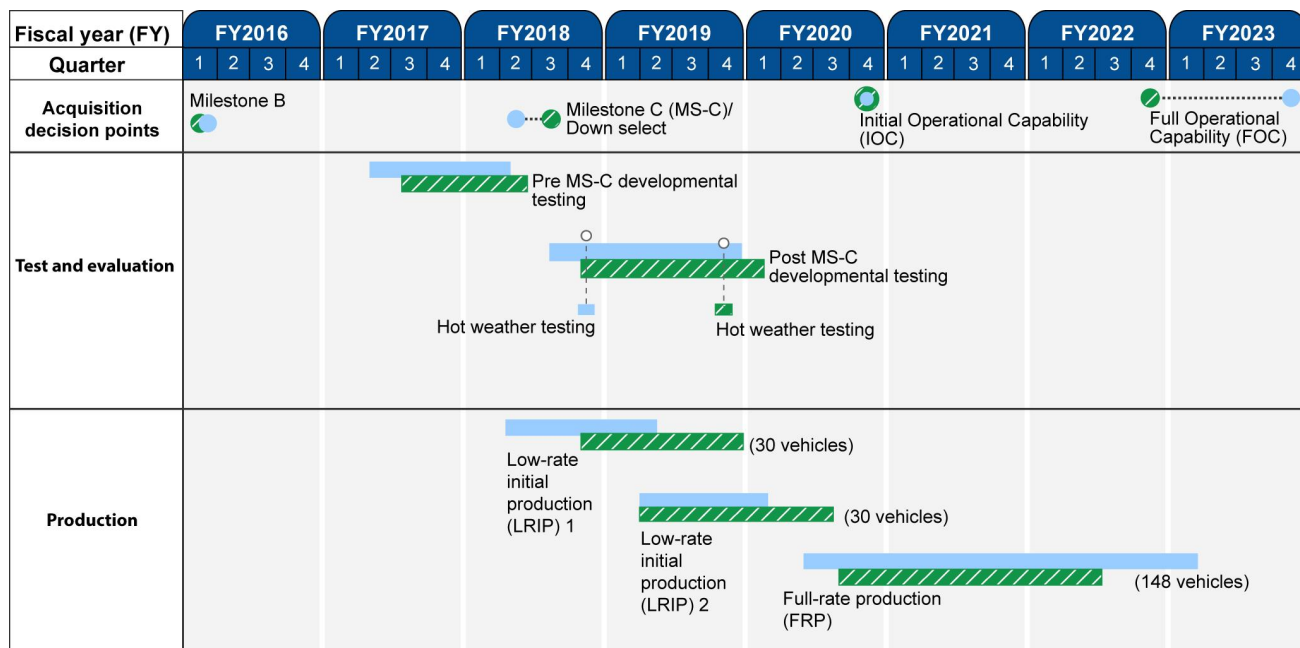 Fiscal year (FY)
FY2016 FY2017 FY2018 FY2019 FY2020 FY2021 FY2022 FY2023
Quarter
1 2 3 4 1 2 3 4 1 2 3 4 1 2 3 4 1 2 3 4 1 2 3 4 1 2 3 4 1 2 3 4
Acquisition
decision points
Milestone B
Milestone C (MS-C)/
Down select
Initial Operational Capability
(IOC)
Full Operational
Capability (FOC)
Test and evaluation
Pre MS-C developmental
testing
Post MS-C
developmental testing
Hot weather testing
Hot weather testing
Production
(30 vehicles)
Low-rate
initial
production
(LRIP) 1
(30 vehicles)
Low-rate
initial
production
(LRIP) 2
(148 vehicles)
Full-rate production
(FRP)